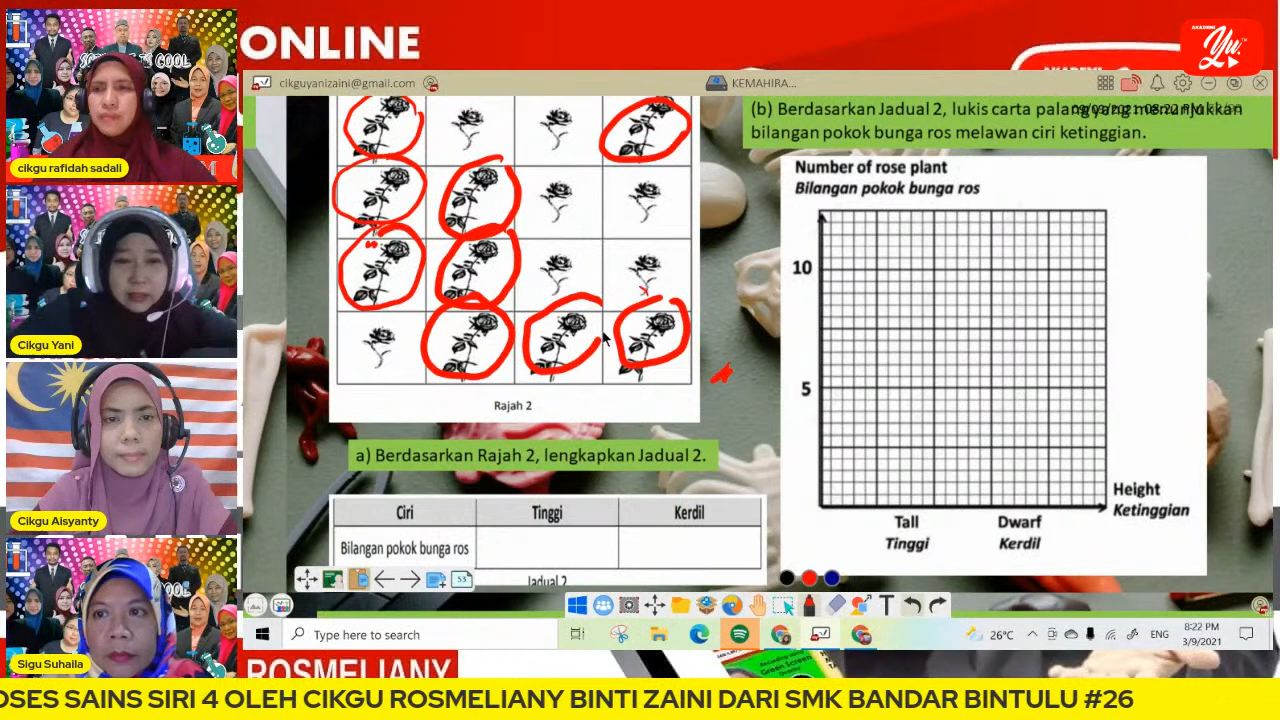 ONLINE
AKADEMI
Yu
cikguyanizaini@gmail.com
KEMAHIRA...
cikgu rafidah sadali
Cikgu Yani
Cikgu Aisyanty
Sigu Suhaila
Rajah 2
a) Berdasarkan Rajah 2, lengkapkan Jadual 2.
Ciri Tinggi Kerdil
Bilangan pokok bunga ros
Jadual 2
53
(b) Berdasarkan Jadual 2, lukis carta palang yang menunjukkan
bilangan pokok bunga ros melawan ciri ketinggian.
Number of rose plant
Bilangan pokok bunga ros
10
5
Height
Ketinggian
Tall
Tinggi
Dwarf
Kerdil
T
Type here to search
26°C
ENG
8:22 PM
3/9/2021
ROSMELIANY
OSES SAINS SIRI 4 OLEH CIKGU ROSMELIANY BINTI ZAINI DARI SMK BANDAR BINTULU #26